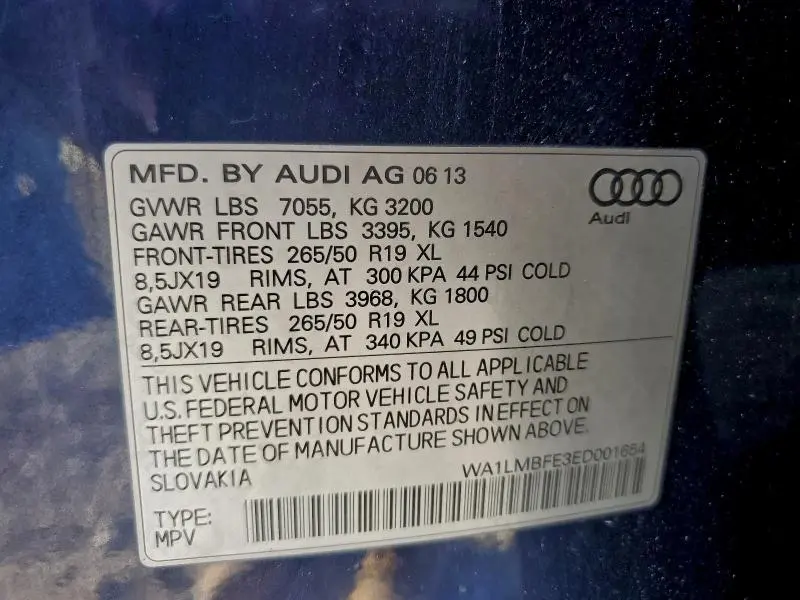 MFD. BY AUDI AG 06 13
Audi
GVWR LBS 7055, KG 3200
GAWR FRONT LBS 3395, KG 1540
FRONT-TIRES 265/50 R19 XL
8,5JX19 RIMS, AT 300 KPA 44 PSI COLD
GAWR REAR LBS 3968, KG 1800
REAR-TIRES 265/50 R19 XL
8,5JX19 RIMS, AT 340 KPA 49 PSI COLD
THIS VEHICLE CONFORMS TO ALL APPLICABLE
U.S. FEDERAL MOTOR VEHICLE SAFETY AND
THEFT PREVENTION STANDARDS IN EFFECT ON
THE DATE OF MANUFACTURE SHOWN ABOVE.
SLOVAKIA
WA1LMBFE3ED001654
TYPE:
MPV